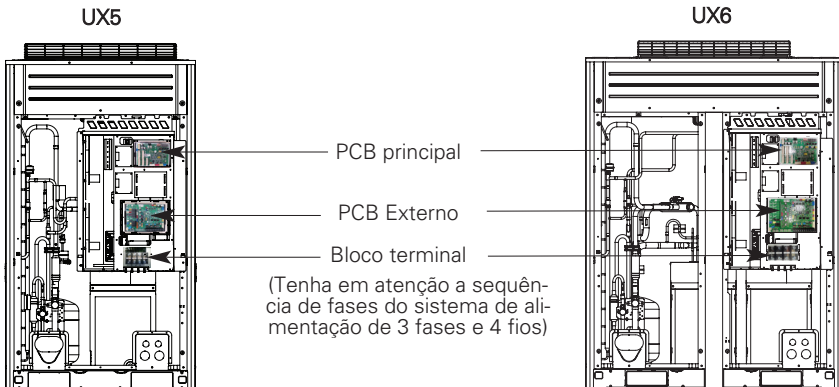 UX5
UX6
PCB principal
PCB Externo
Bloco terminal
(Tenha em atenção a sequên-
cia de fases do sistema de ali-
mentação de 3 fases e 4 fios)